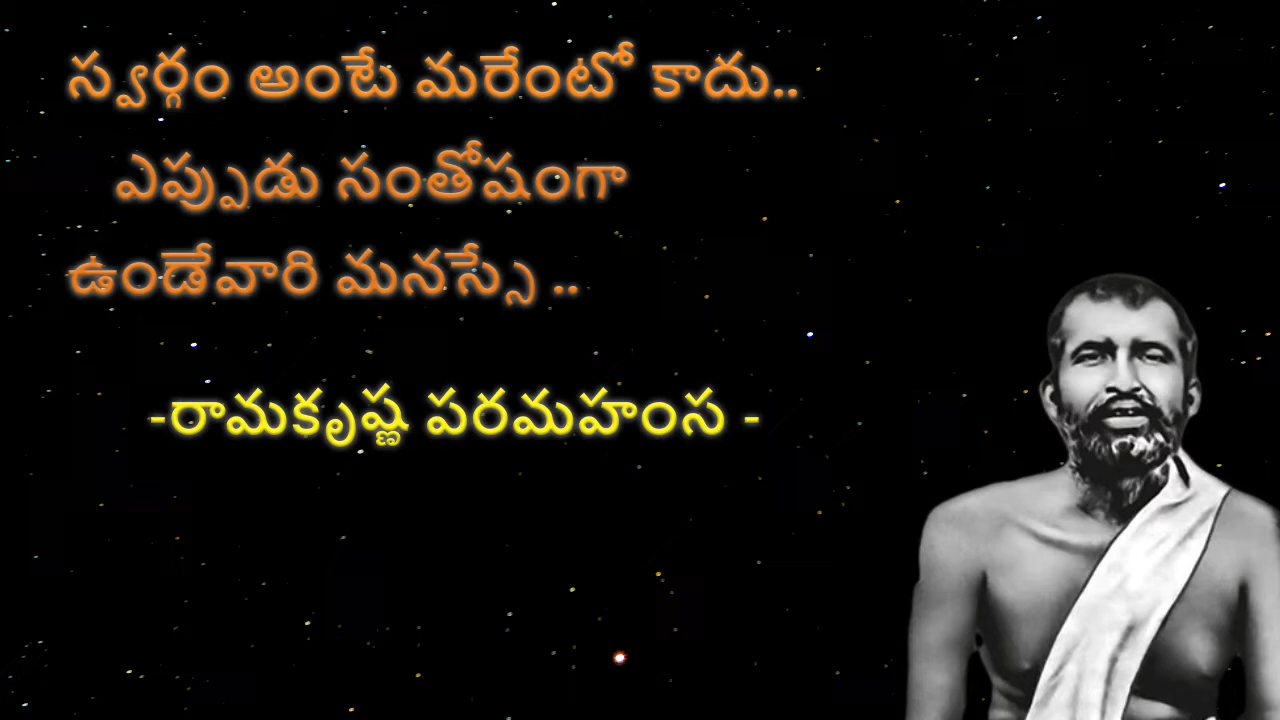 స్వర్గం అంటే మరేంటో కాదు..
ఎప్పుడు సంతోషంగా
ఉండేవారి మనస్సే ..
-రామకృష్ణ పరమహంస -